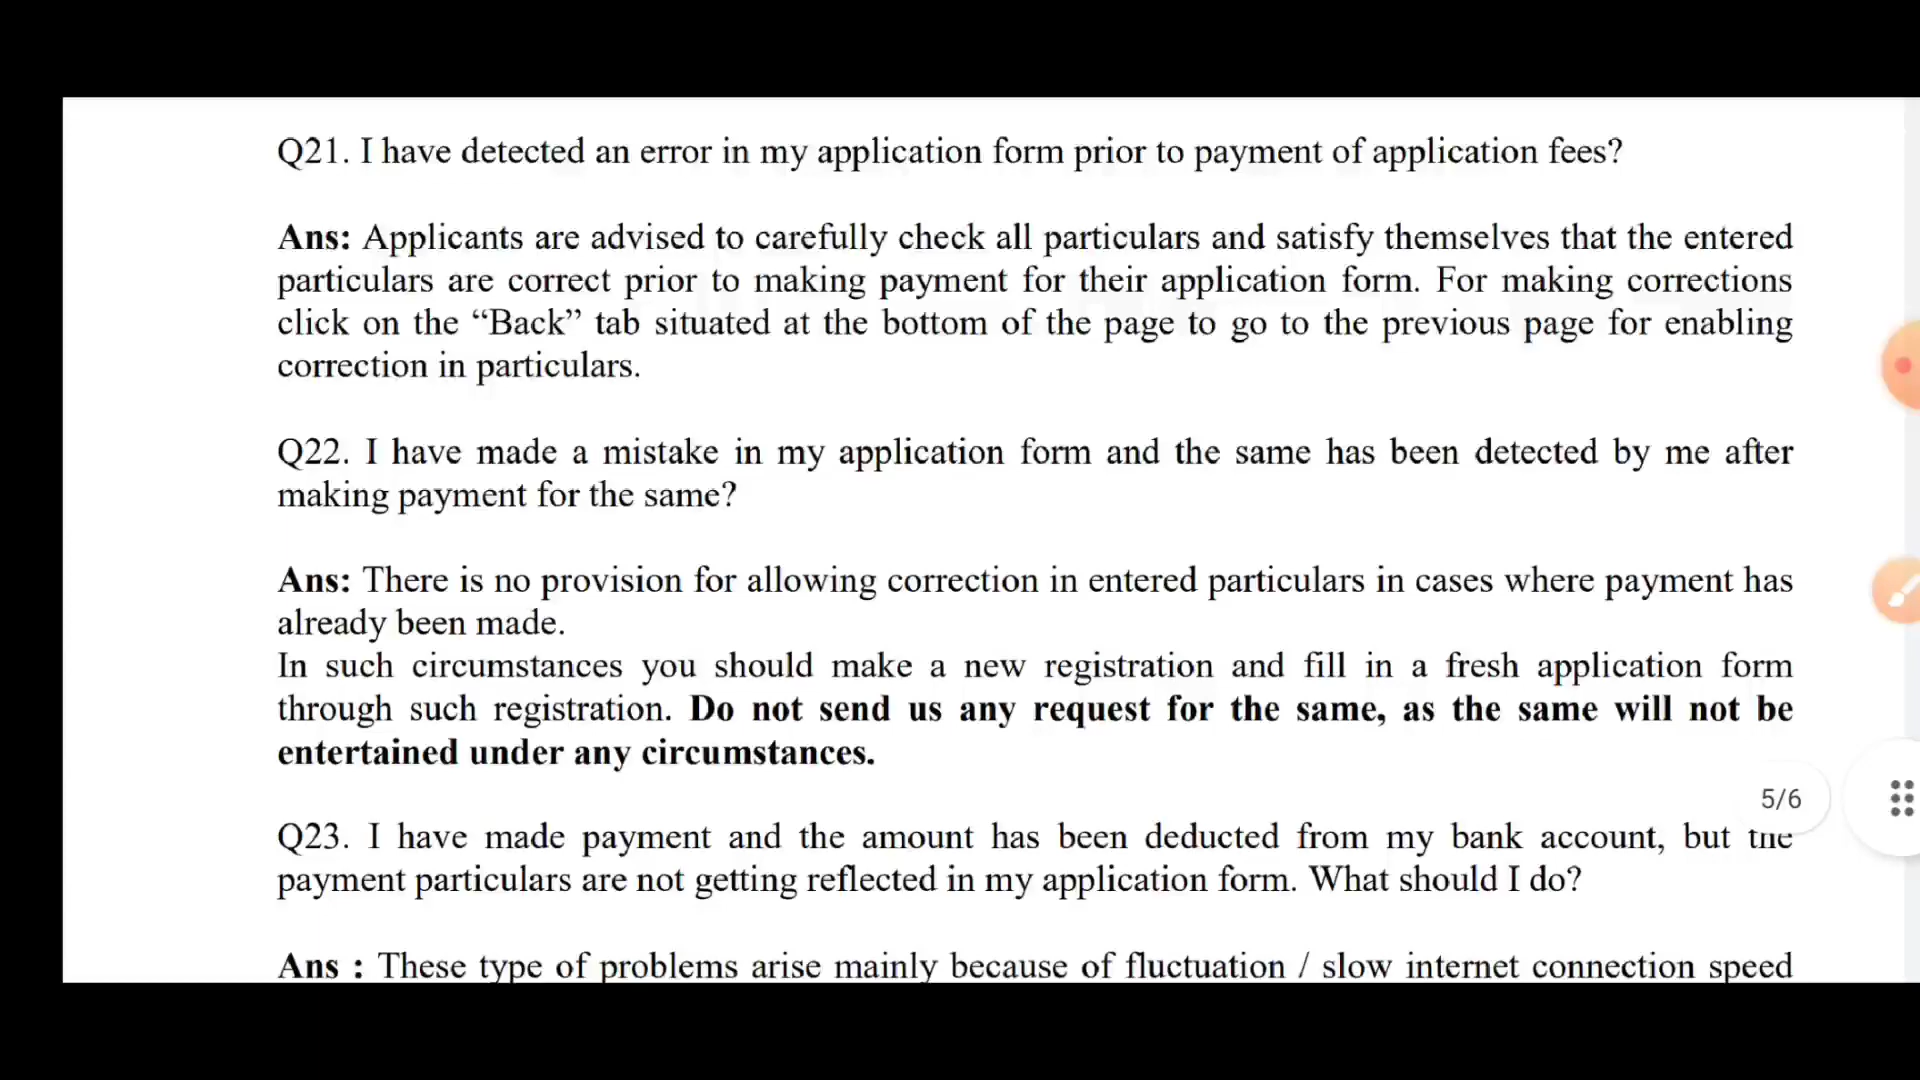 Q21. I have detected an error in my application form prior to payment of application fees?
Ans: Applicants are advised to carefully check all particulars and satisfy themselves that the entered
particulars are correct prior to making payment for their application form. For making corrections
click on the “Back” tab situated at the bottom of the page to go to the previous page for enabling
correction in particulars.
Q22. I have made a mistake in my application form and the same has been detected by me after
making payment for the same?
Ans: There is no provision for allowing correction in entered particulars in cases where payment has
already been made.
In such circumstances you should make a new registration and fill in a fresh application form
through such registration. Do not send us any request for the same, as the same will not be
entertained under any circumstances.
5/6
Q23. I have made payment and the amount has been deducted from my bank account, but the
payment particulars are not getting reflected in my application form. What should I do?
Ans : These type of problems arise mainly because of fluctuation / slow internet connection speed